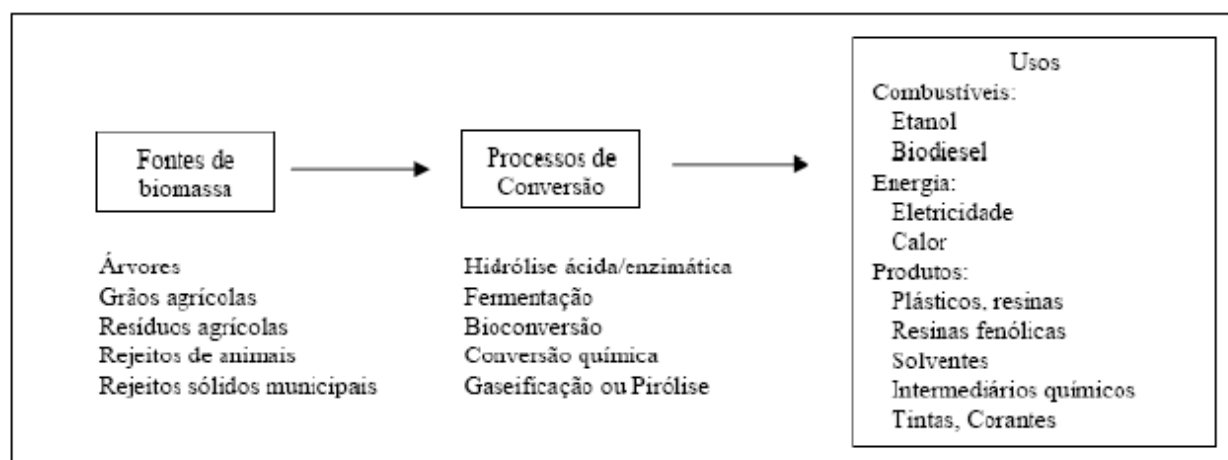 Fontes de
biomassa
Árvores
Grãos agrícolas
Resíduos agrícolas
Rejeitos de animais
Rejeitos sólidos municipais
Processos de
Conversão
Hidrólise ácida/enzimática
Fermentação
Bioconversão
Conversão química
Gaseificação ou Pirólise
Usos
Combustíveis:
Etanol
Biodiesel
Energia:
Eletricidade
Calor
Produtos:
Plásticos, resinas
Resinas fenólicas
Solventes
Intermediários químicos
Tintas, Corantes